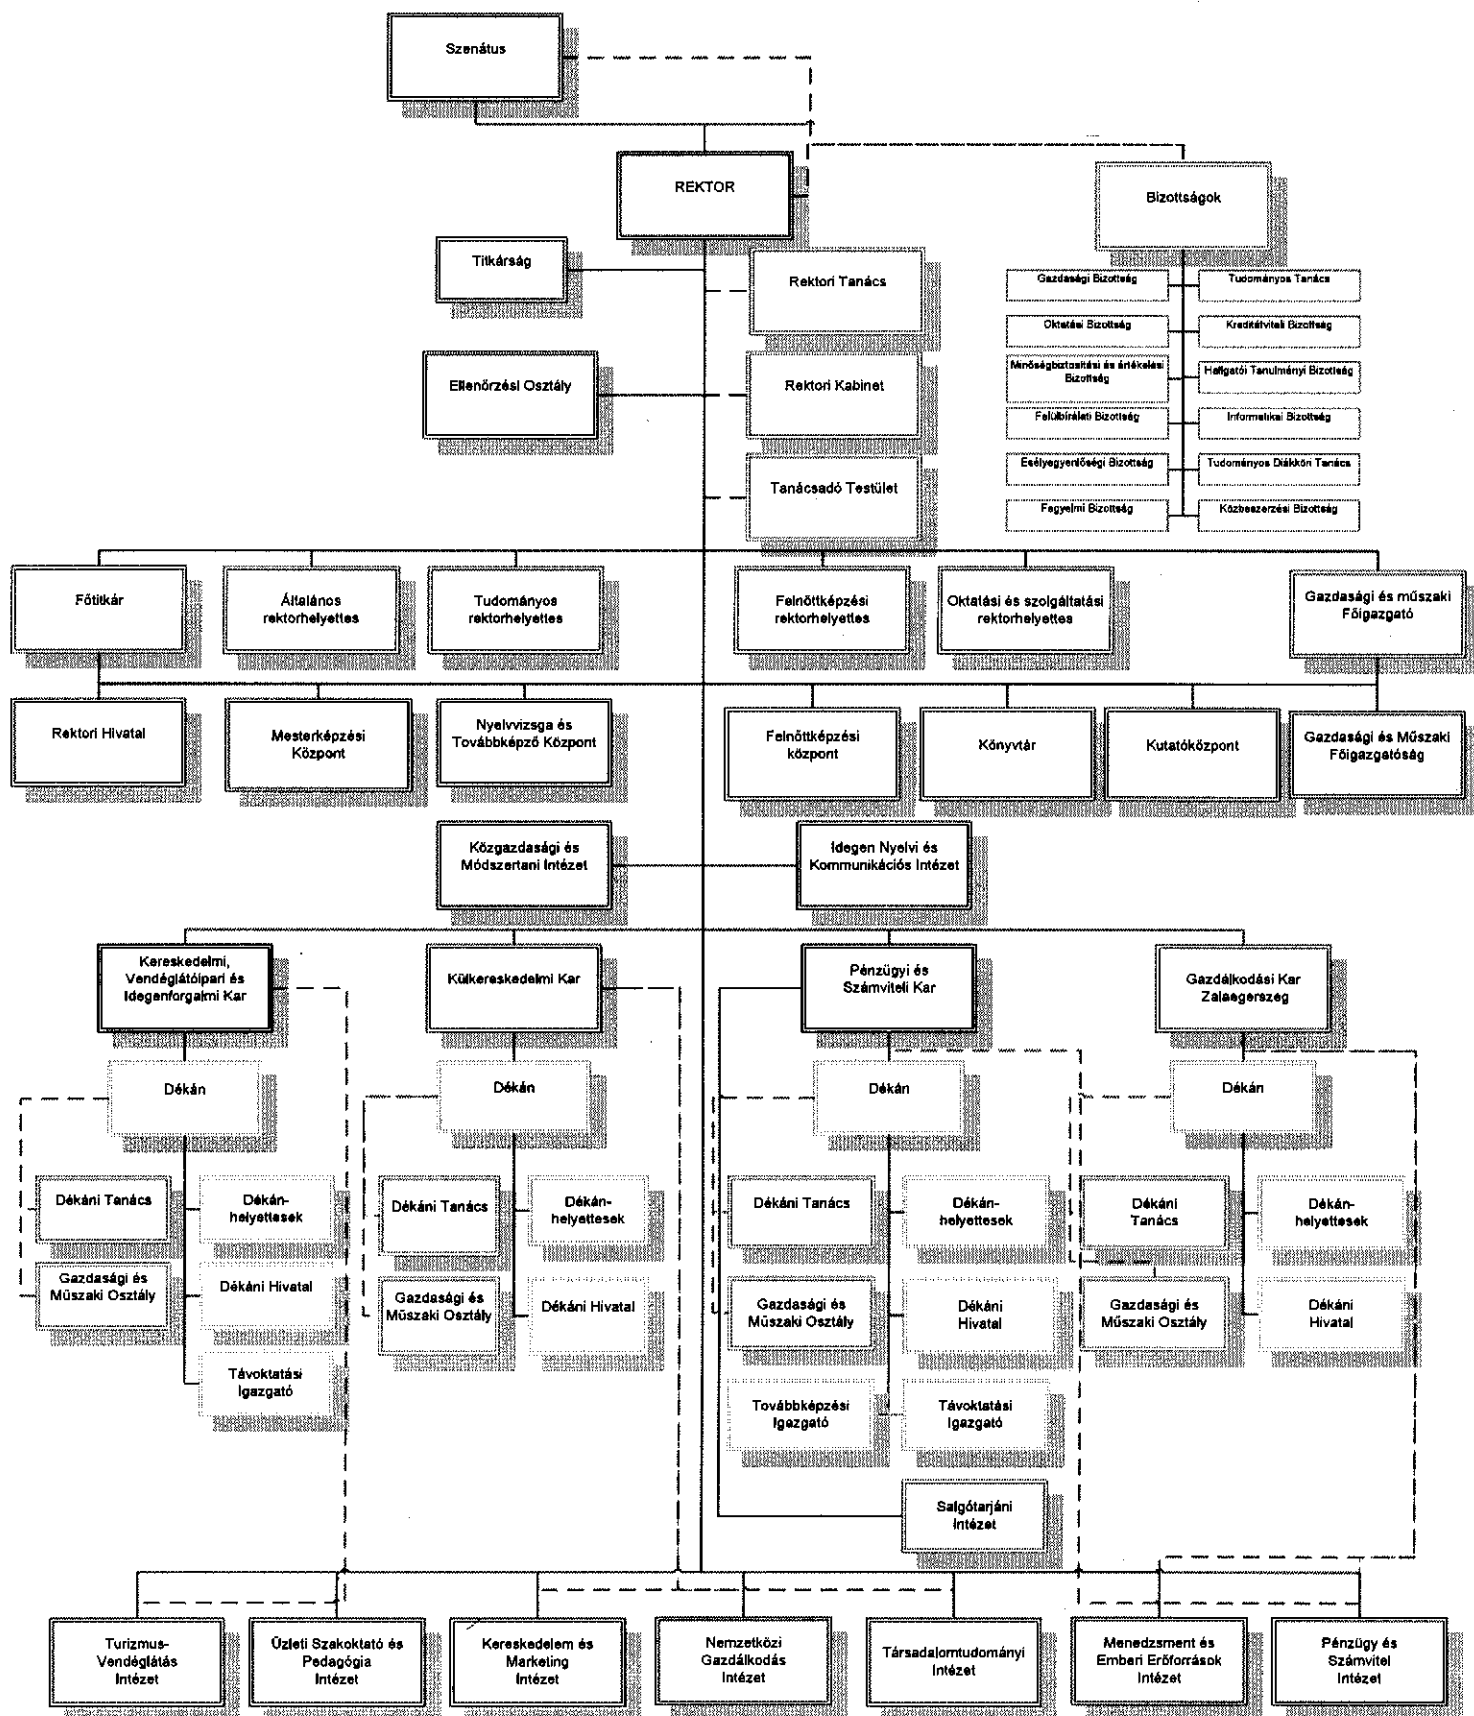 Szenátus
REKTOR
Bizottságok
Titkárság
Rektori Tanács
Gazdasági Bizottság
Tudományos Tanács
Oktatási Bizottság
Kreditátviteli Bizottság
Ellenőrzési Osztály
Rektori Kabinet
Minőségbiztosítási és értékelési
Bizottság
Hallgatói Tanulmányi Bizottság
Felülbírálati Bizottság
Informatikai Bizottság
Esélyegyenlőségi Bizottság
Tudományos Diákköri Tanács
Tanácsadó Testület
Fegyelmi Bizottság
Közbeszerzési Bizottság
Főtitkár
Általános
rektorhelyettes
Tudományos
rektorhelyettes
Felnőttképzési
rektorhelyettes
Oktatási és szolgáltatási
rektorhelyettes
Gazdasági és műszaki
Főigazgató
Rektori Hivatal
Mesterképzési
Központ
Nyelvvizsga és
Továbbképző Központ
Felnőttképzési
központ
Könyvtár
Kutatóközpont
Gazdasági és Műszaki
Főigazgatóság
Közgazdasági és
Módszertani Intézet
Idegen Nyelvi és
Kommunikációs Intézet
Kereskedelmi,
Vendéglátóipari és
Idegenforgalmi Kar
Külkereskedelmi Kar
Pénzügyi és
Számviteli Kar
Gazdálkodási Kar
Zalaegerszeg
Dékán
Dékán
Dékán
Dékán
Dékáni Tanács
Dékán-
helyettesek
Dékáni Tanács
Dékán-
helyettesek
Dékáni Tanács
Dékán-
helyettesek
Dékáni
Tanács
Dékán-
helyettesek
Gazdasági és
Műszaki Osztály
Dékáni Hivatal
Gazdasági és
Műszaki Osztály
Dékáni Hivatal
Gazdasági és
Műszaki Osztály
Dékáni
Hivatal
Gazdasági és
Műszaki Osztály
Dékáni
Hivatal
Távoktatási
Igazgató
Továbbképzési
Igazgató
Távoktatási
Igazgató
Salgótarjáni
Intézet
Turizmus-
Vendéglátás
Intézet
Üzleti Szakoktató és
Pedagógia
Intézet
Kereskedelem és
Marketing
Intézet
Nemzetközi
Gazdálkodás
Intézet
Társadalomtudományi
Intézet
Menedzsment és
Emberi Erőforrások
Intézet
Pénzügy és
Számvitel
Intézet